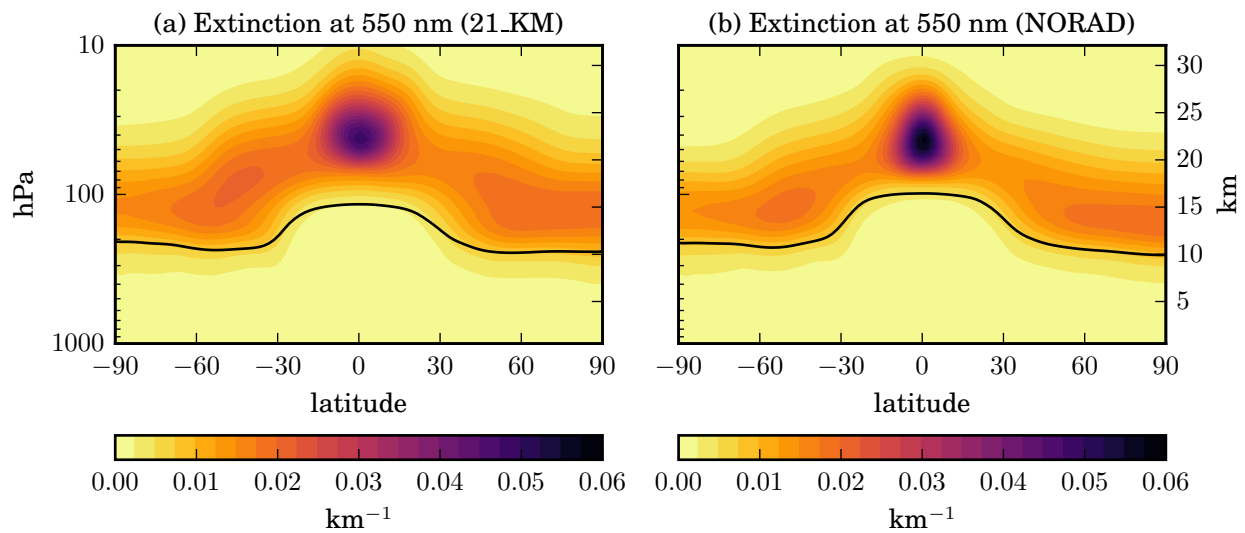 (a) Extinction at 550 nm (21_KM) (b) Extinction at 550 nm (NORAD)
10 30
25
20
100 15
10
5
1000
hPa km
−90 −60 −30 0 30 60 90 −90 −60 −30 0 30 60 90
latitude latitude
0.00 0.01 0.02 0.03 0.04 0.05 0.06 0.00 0.01 0.02 0.03 0.04 0.05 0.06
km−1 km−1